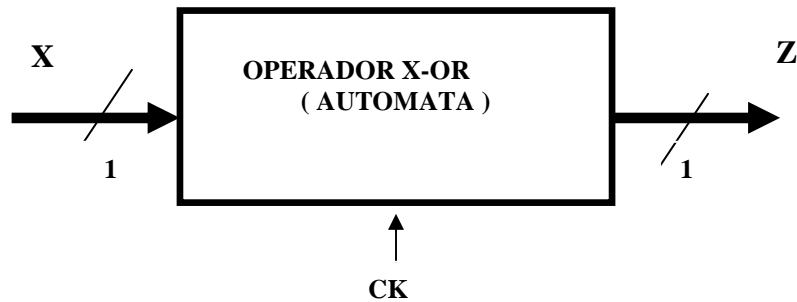 X
Z
OPERADOR X-OR
( AUTOMATA )
1
1
CK